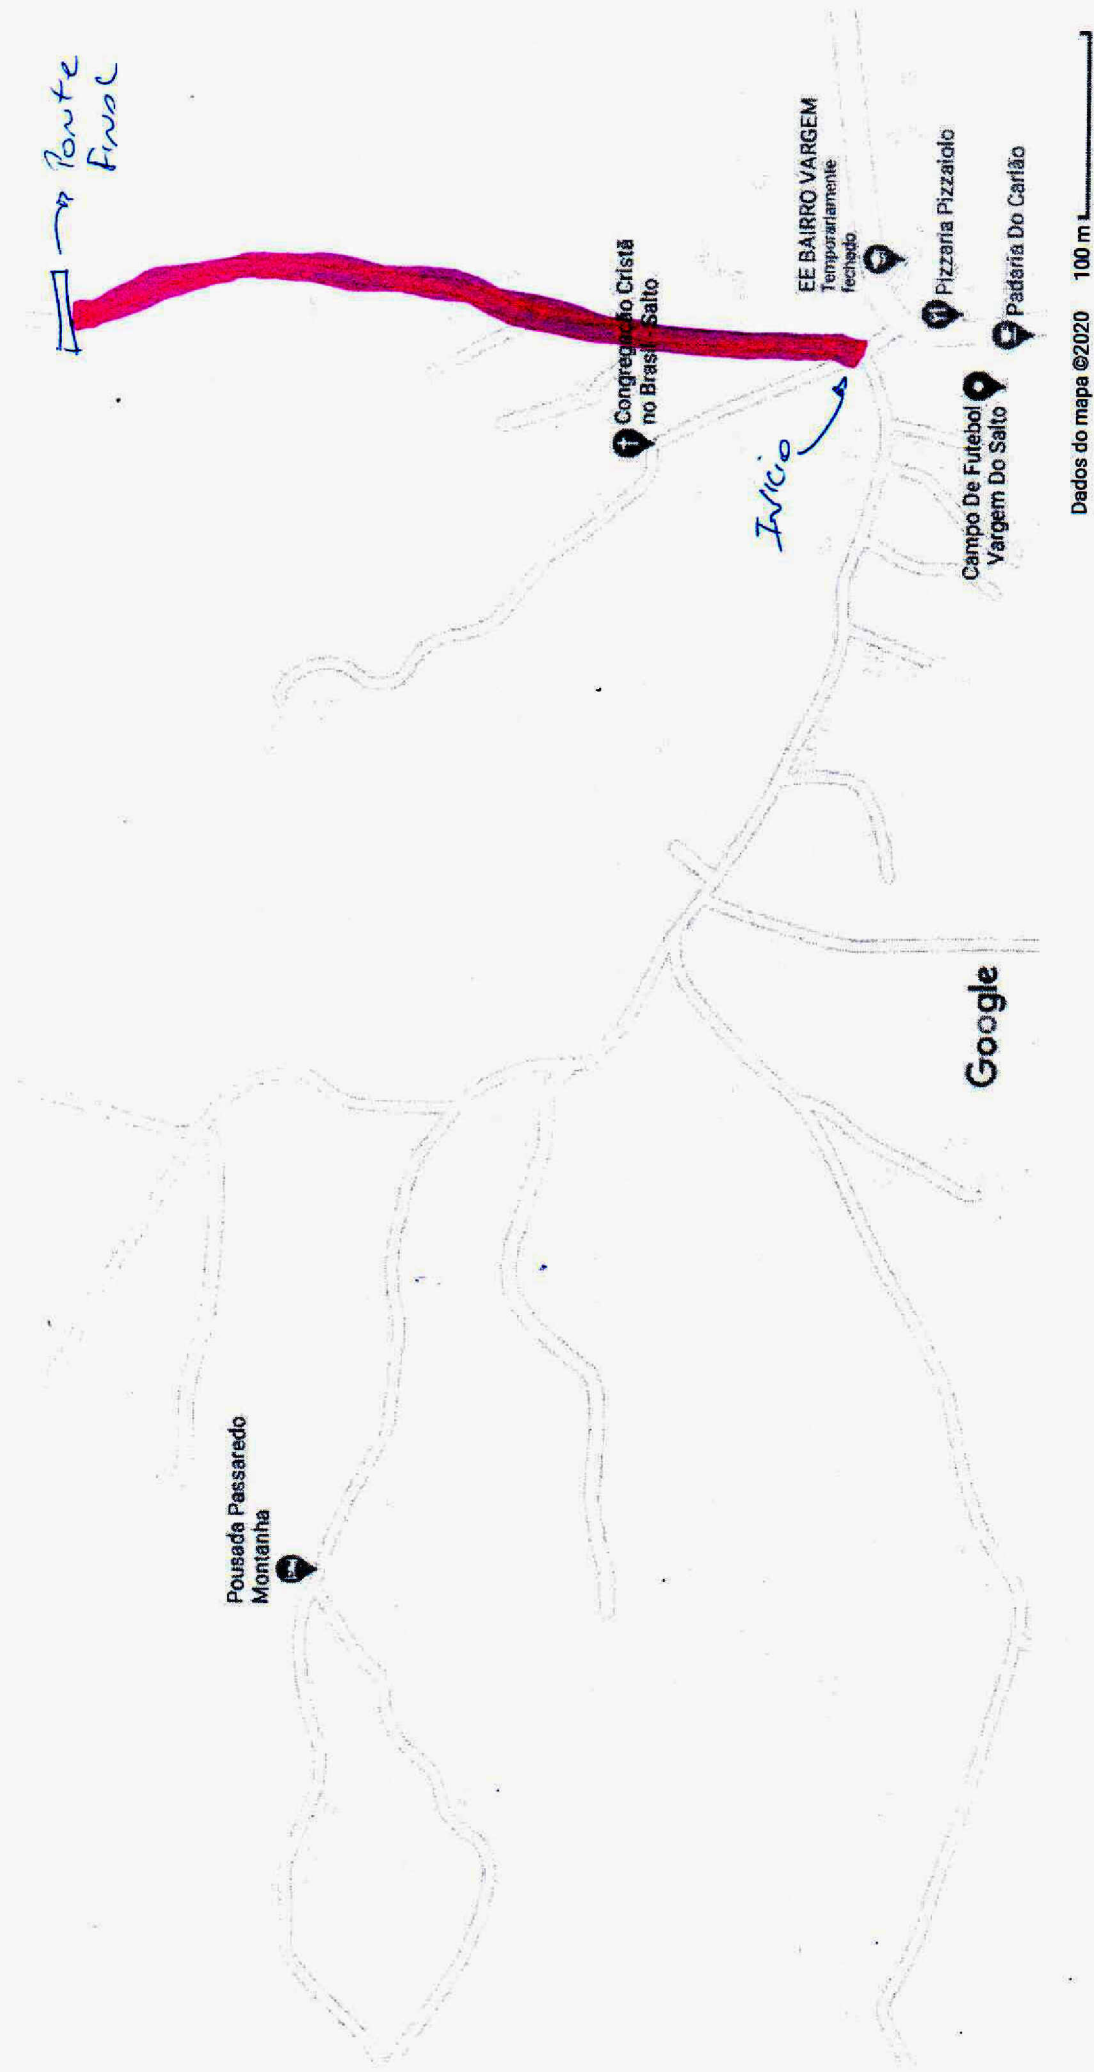 Ponte
Final
EE BAIRRO VARGEM
Temporariamente
fechado
Congregação Cristã
no Brasil - Salto
Pizzaria Pizzaiolo
Padaria Do Carlão
Início
Campo De Futebol
Vargem Do Salto
Pousada Passaredo
Montanha
Google
Dados do mapa ©2020 100 m